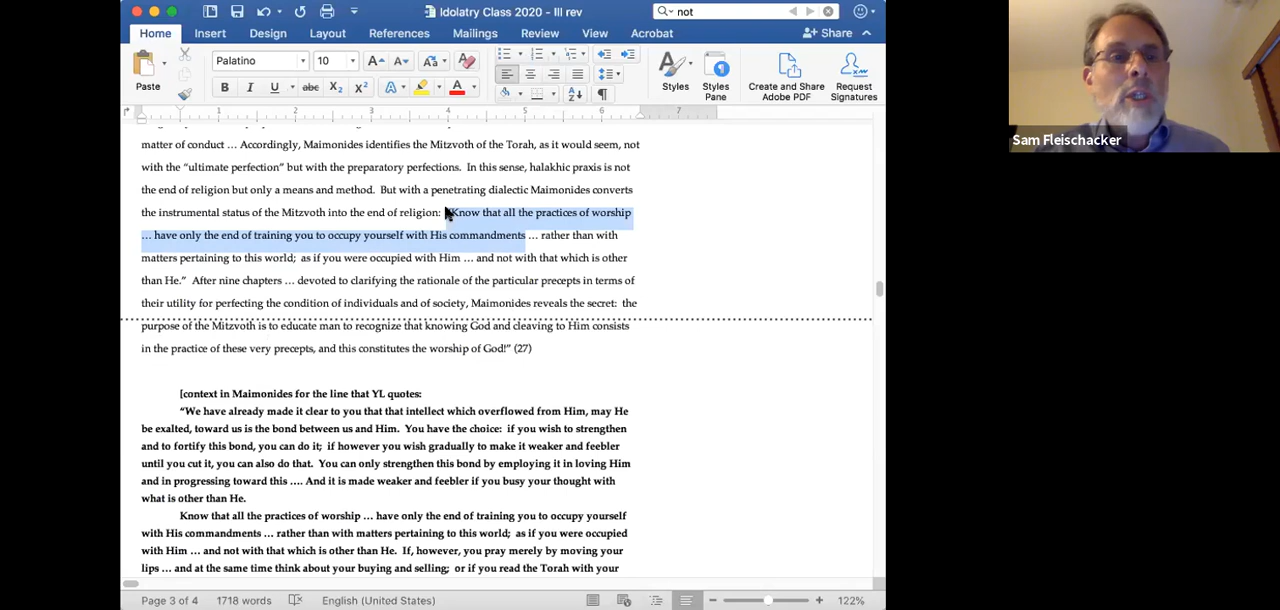 Idolatry Class 2020 - III rev
not
Home Insert Design Layout References Mailings Review View Acrobat Share
Paste
Palatino 10
Styles
Styles Pane
Create and Share Adobe PDF
Request Signatures
1 2 3 4 5 6 7
matter of conduct … Accordingly, Maimonides identifies the Mitzvoth of the Torah, as it would seem, not
with the “ultimate perfection” but with the preparatory perfections. In this sense, halakhic praxis is not
the end of religion but only a means and method. But with a penetrating dialectic Maimonides converts
the instrumental status of the Mitzvoth into the end of religion: “Know that all the practices of worship
… have only the end of training you to occupy yourself with His commandments … rather than with
matters pertaining to this world; as if you were occupied with Him … and not with that which is other
than He.” After nine chapters … devoted to clarifying the rationale of the particular precepts in terms of
their utility for perfecting the condition of individuals and of society, Maimonides reveals the secret: the
purpose of the Mitzvoth is to educate man to recognize that knowing God and cleaving to Him consists
in the practice of these very precepts, and this constitutes the worship of God!” (27)
[context in Maimonides for the line that YL quotes:
“We have already made it clear to you that that intellect which overflowed from Him, may He
be exalted, toward us is the bond between us and Him. You have the choice: if you wish to strengthen
and to fortify this bond, you can do it; if however you wish gradually to make it weaker and feebler
until you cut it, you can also do that. You can only strengthen this bond by employing it in loving Him
and in progressing toward this …. And it is made weaker and feebler if you busy your thought with
what is other than He.
Know that all the practices of worship … have only the end of training you to occupy yourself
with His commandments … rather than with matters pertaining to this world; as if you were occupied
with Him … and not with that which is other than He. If, however, you pray merely by moving your
lips … and at the same time think about your buying and selling; or if you read the Torah with your
Page 3 of 4 1718 words English (United States) 122%
Sam Fleischacker